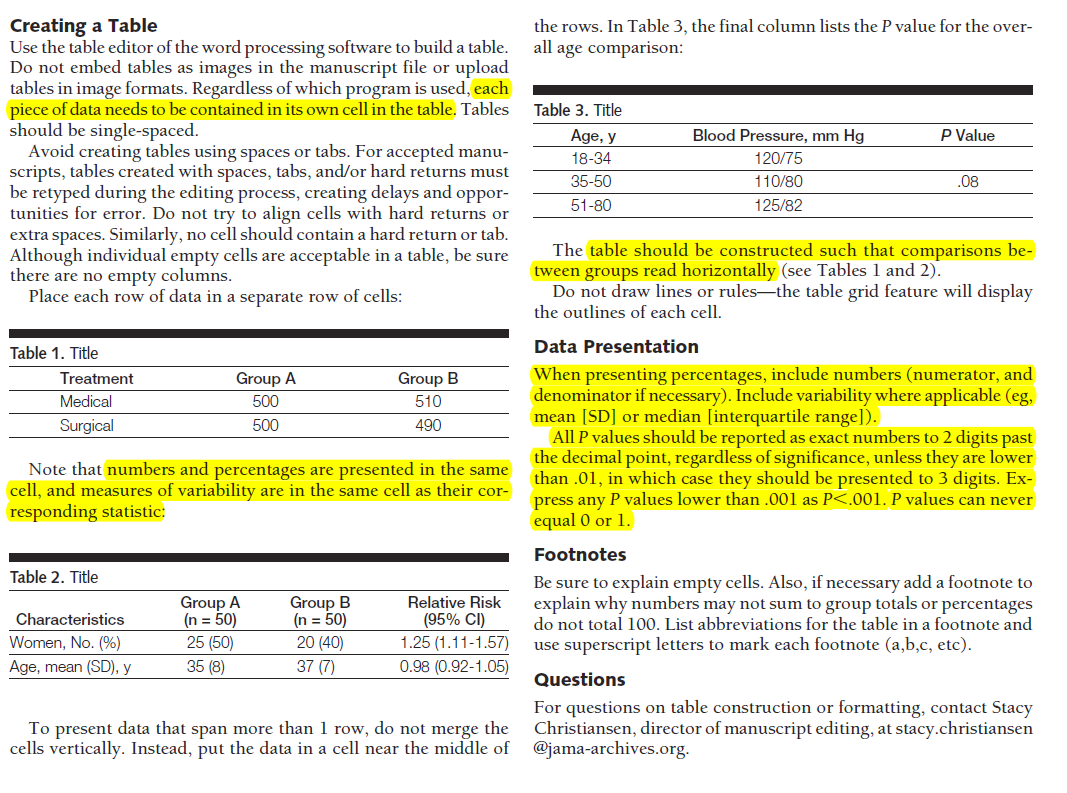 Creating a Table
Use the table editor of the word processing software to build a table.
Do not embed tables as images in the manuscript file or upload
tables in image formats. Regardless of which program is used, each
piece of data needs to be contained in its own cell in the table. Tables
should be single-spaced.
Avoid creating tables using spaces or tabs. For accepted manu-
scripts, tables created with spaces, tabs, and/or hard returns must
be retyped during the editing process, creating delays and oppor-
tunities for error. Do not try to align cells with hard returns or
extra spaces. Similarly, no cell should contain a hard return or tab.
Although individual empty cells are acceptable in a table, be sure
there are no empty columns.
Place each row of data in a separate row of cells:
Table 1. Title
Treatment Group A Group B
Medical 500 510
Surgical 500 490
Note that numbers and percentages are presented in the same
cell, and measures of variability are in the same cell as their cor-
responding statistic:
Table 2. Title
Characteristics Group A (n = 50) Group B (n = 50) Relative Risk (95% CI)
Women, No. (%) 25 (50) 20 (40) 1.25 (1.11-1.57)
Age, mean (SD), y 35 (8) 37 (7) 0.98 (0.92-1.05)
To present data that span more than 1 row, do not merge the
cells vertically. Instead, put the data in a cell near the middle of
the rows. In Table 3, the final column lists the P value for the over-
all age comparison:
Table 3. Title
Age, y Blood Pressure, mm Hg P Value
18-34 120/75
35-50 110/80 .08
51-80 125/82
The table should be constructed such that comparisons be-
tween groups read horizontally (see Tables 1 and 2).
Do not draw lines or rules—the table grid feature will display
the outlines of each cell.
Data Presentation
When presenting percentages, include numbers (numerator, and
denominator if necessary). Include variability where applicable (eg,
mean [SD] or median [interquartile range]).
All P values should be reported as exact numbers to 2 digits past
the decimal point, regardless of significance, unless they are lower
than .01, in which case they should be presented to 3 digits. Ex-
press any P values lower than .001 as P<.001. P values can never
equal 0 or 1.
Footnotes
Be sure to explain empty cells. Also, if necessary add a footnote to
explain why numbers may not sum to group totals or percentages
do not total 100. List abbreviations for the table in a footnote and
use superscript letters to mark each footnote (a,b,c, etc).
Questions
For questions on table construction or formatting, contact Stacy
Christiansen, director of manuscript editing, at stacy.christiansen
@jama-archives.org.